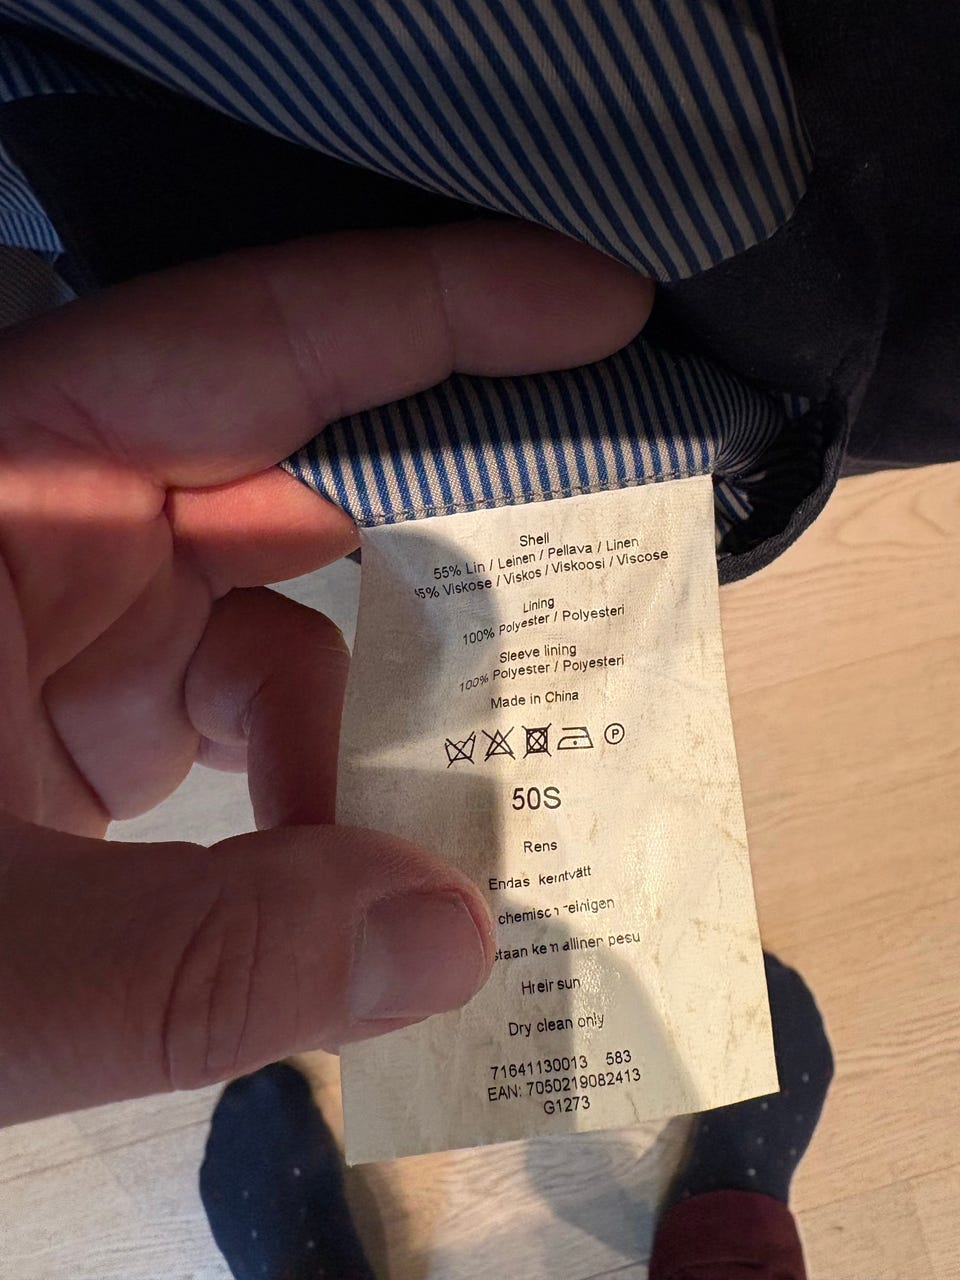 Shell
55% Lin / Leinen / Pellava / Linen
5% Viskose / Viskos / Viskoosi / Viscose
Lining
100% Polyester / Polyesteri
Sleeve lining
100% Polyester / Polyesteri
Made in China
P
50S
Rens
Endas kemtvätt
chemisch reinigen
kemiallinen pesu
Hreinsun
Dry clean only
71641130013 583
EAN: 7050219082413
G1273